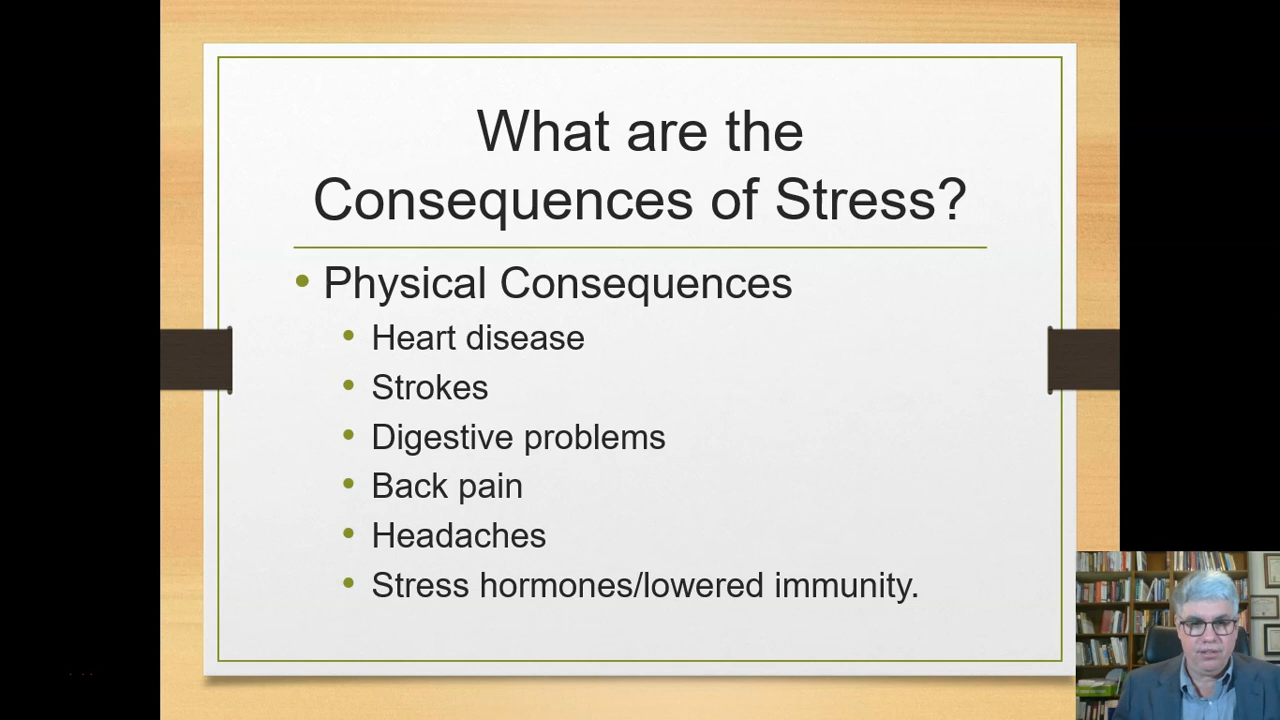 What are the
Consequences of Stress?
• Physical Consequences
• Heart disease
• Strokes
• Digestive problems
• Back pain
• Headaches
• Stress hormones/lowered immunity.